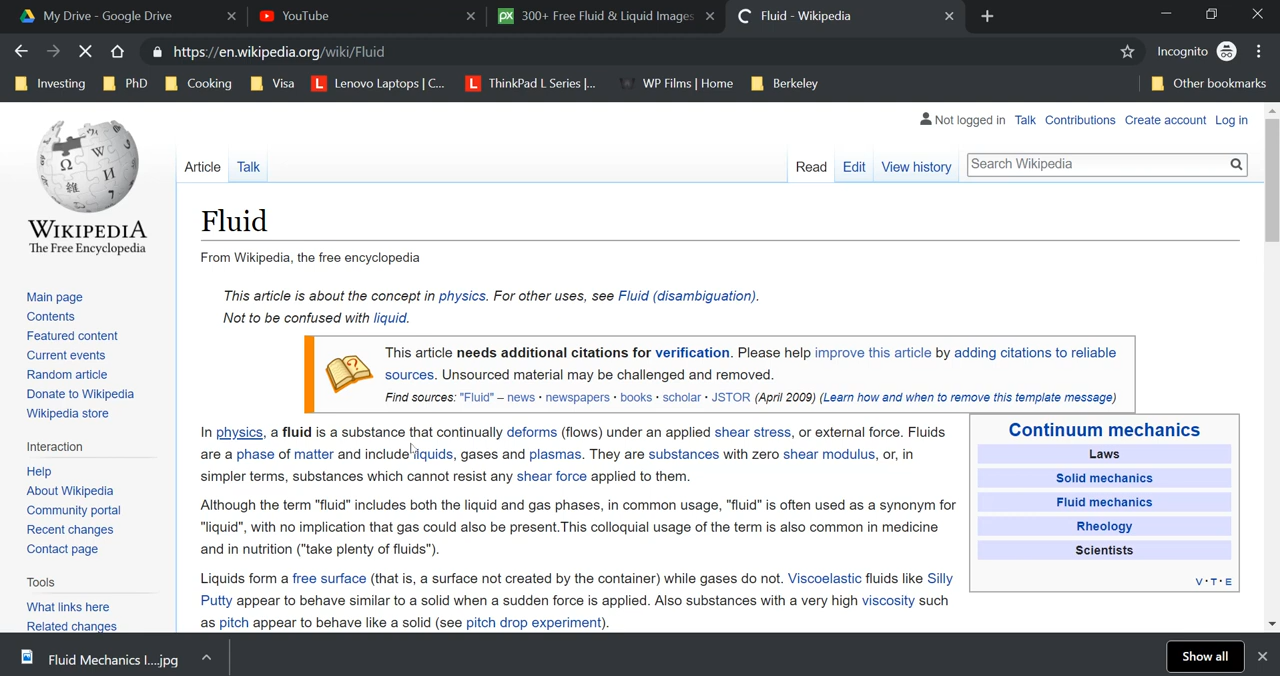 My Drive - Google Drive
YouTube
300+ Free Fluid & Liquid Images
Fluid - Wikipedia
https://en.wikipedia.org/wiki/Fluid
Incognito
Investing
PhD
Cooking
Visa
Lenovo Laptops | C...
ThinkPad L Series |...
WP Films | Home
Berkeley
Other bookmarks
WIKIPEDIA
The Free Encyclopedia
Main page
Contents
Featured content
Current events
Random article
Donate to Wikipedia
Wikipedia store
Interaction
Help
About Wikipedia
Community portal
Recent changes
Contact page
Tools
What links here
Related changes
Not logged in Talk Contributions Create account Log in
Article Talk
Read Edit View history Search Wikipedia
Fluid
From Wikipedia, the free encyclopedia
This article is about the concept in physics. For other uses, see Fluid (disambiguation).
Not to be confused with liquid.
This article needs additional citations for verification. Please help improve this article by adding citations to reliable
sources. Unsourced material may be challenged and removed.
Find sources: "Fluid" – news · newspapers · books · scholar · JSTOR (April 2009) (Learn how and when to remove this template message)
In physics, a fluid is a substance that continually deforms (flows) under an applied shear stress, or external force. Fluids
are a phase of matter and include liquids, gases and plasmas. They are substances with zero shear modulus, or, in
simpler terms, substances which cannot resist any shear force applied to them.
Although the term "fluid" includes both the liquid and gas phases, in common usage, "fluid" is often used as a synonym for
"liquid", with no implication that gas could also be present.This colloquial usage of the term is also common in medicine
and in nutrition ("take plenty of fluids").
Liquids form a free surface (that is, a surface not created by the container) while gases do not. Viscoelastic fluids like Silly
Putty appear to behave similar to a solid when a sudden force is applied. Also substances with a very high viscosity such
as pitch appear to behave like a solid (see pitch drop experiment).
Continuum mechanics
Laws
Solid mechanics
Fluid mechanics
Rheology
Scientists
V · T · E
Fluid Mechanics I....jpg
Show all